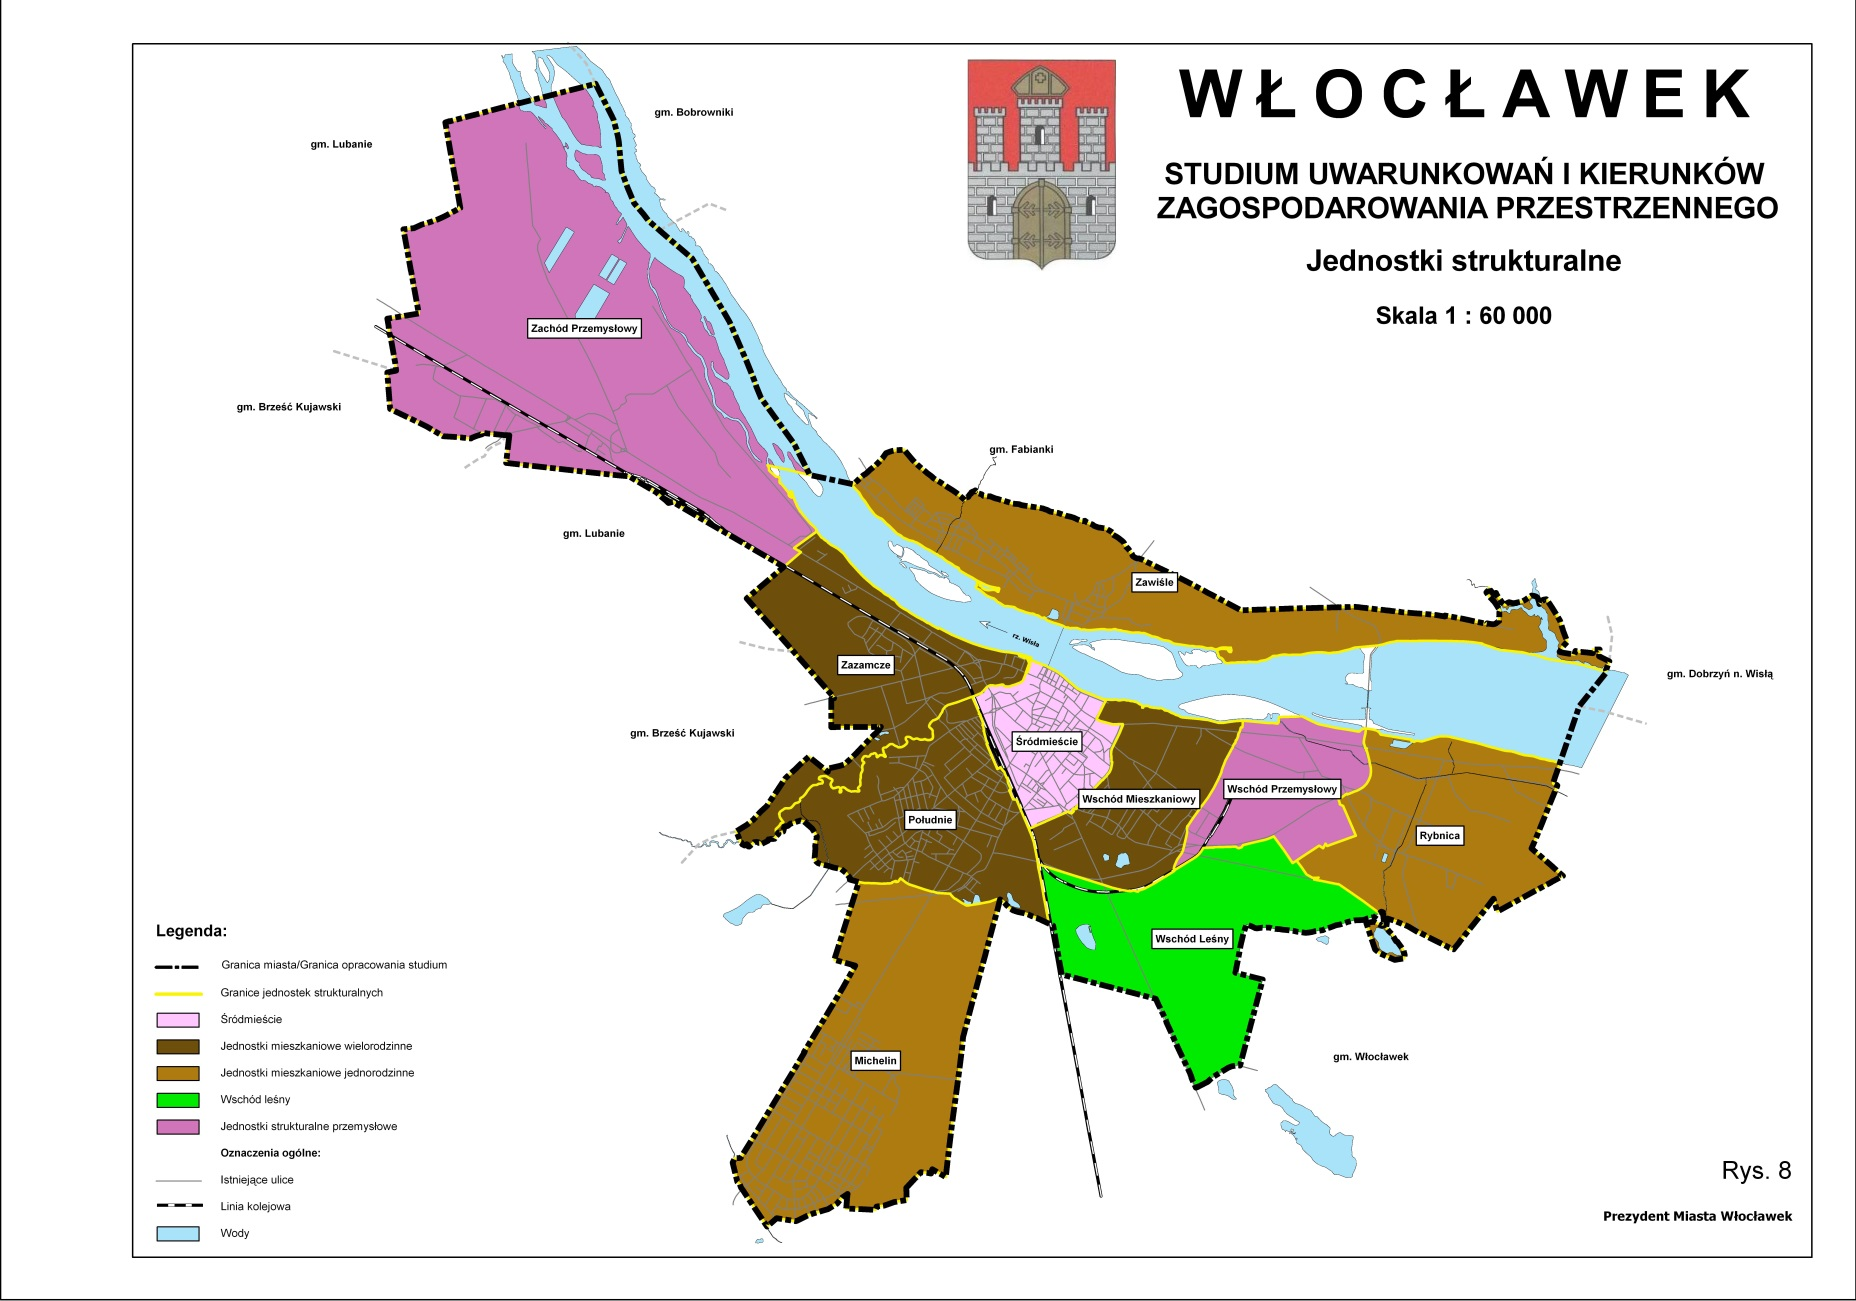 WŁOCŁAWEK
STUDIUM UWARUNKOWAŃ I KIERUNKÓW
ZAGOSPODAROWANIA PRZESTRZENNEGO
Jednostki strukturalne
Skala 1 : 60 000
gm. Bobrowniki
gm. Lubanie
Zachód Przemysłowy
gm. Brześć Kujawski
gm. Fabianki
gm. Lubanie
Zawiśle
rz. Wisła
Zazamcze
gm. Dobrzyń n. Wisłą
gm. Brześć Kujawski
Śródmieście
Wschód Przemysłowy
Wschód Mieszkaniowy
Południe
Rybnica
Wschód Leśny
gm. Włocławek
Michelin
Legenda:
Granica miasta/Granica opracowania studium
Granice jednostek strukturalnych
Śródmieście
Jednostki mieszkaniowe wielorodzinne
Jednostki mieszkaniowe jednorodzinne
Wschód leśny
Jednostki strukturalne przemysłowe
Oznaczenia ogólne:
Istniejące ulice
Linia kolejowa
Wody
Rys. 8
Prezydent Miasta Włocławek